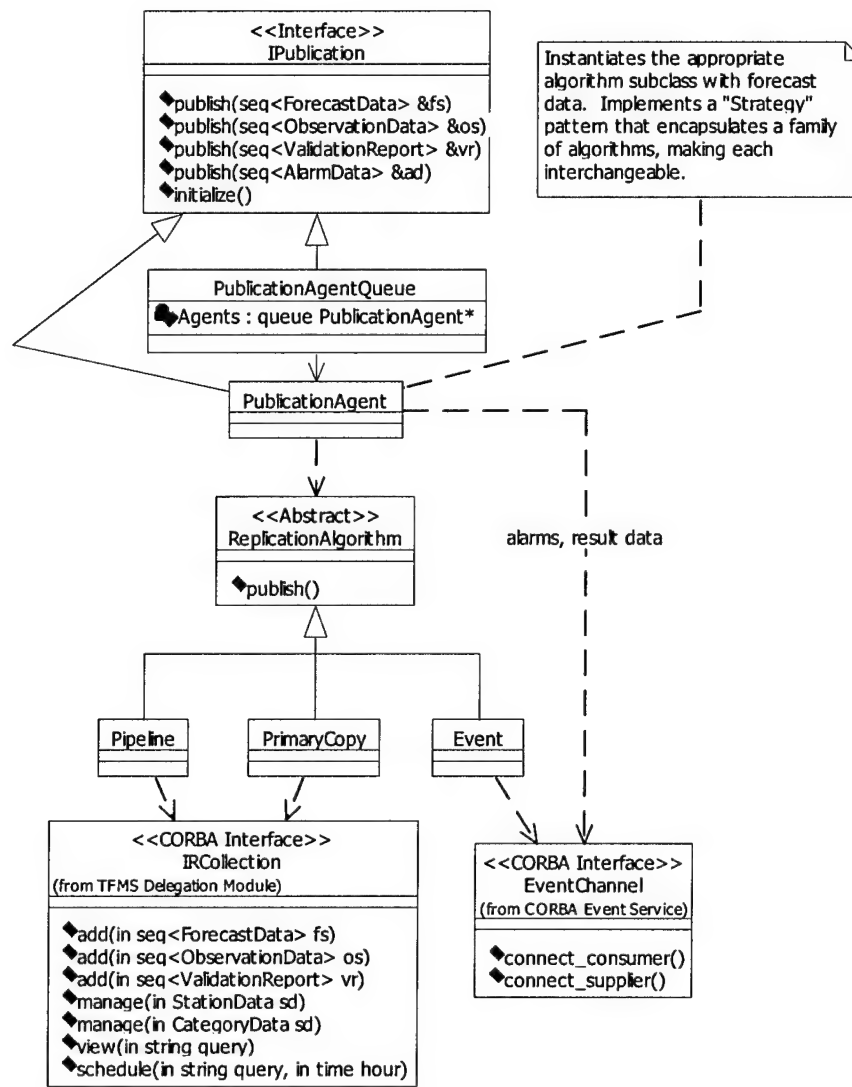 <<Interface>>
IPublication
publish(seq<ForecastData> &fs)
publish(seq<ObservationData> &os)
publish(seq<ValidationReport> &vr)
publish(seq<AlarmData> &ad)
initialize()
Instantiates the appropriate
algorithm subclass with forecast
data. Implements a "Strategy"
pattern that encapsulates a family
of algorithms, making each
interchangeable.
PublicationAgentQueue
Agents : queue PublicationAgent*
PublicationAgent
<<Abstract>>
ReplicationAlgorithm
publish()
alarms, result data
Pipeline
PrimaryCopy
Event
<<CORBA Interface>>
IRCollection
(from TFMS Delegation Module)
add(in seq<ForecastData> fs)
add(in seq<ObservationData> os)
add(in seq<ValidationReport> vr)
manage(in StationData sd)
manage(in CategoryData sd)
view(in string query)
schedule(in string query, in time hour)
<<CORBA Interface>>
EventChannel
(from CORBA Event Service)
connect_consumer()
connect_supplier()